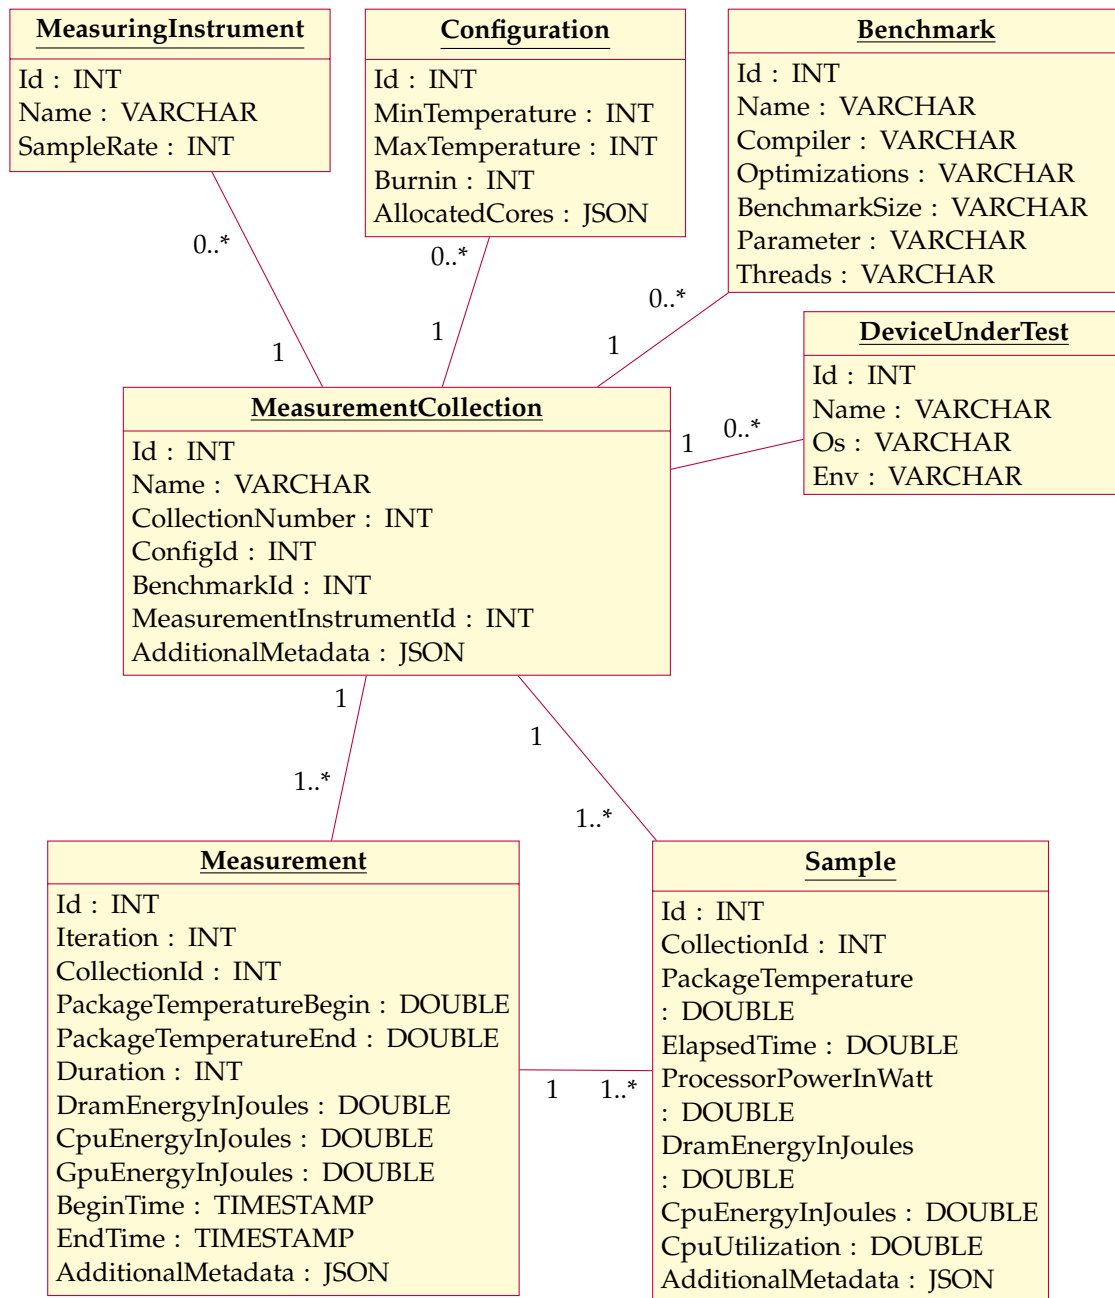 MeasuringInstrument
Id : INT
Name : VARCHAR
SampleRate : INT
Configuration
Id : INT
MinTemperature : INT
MaxTemperature : INT
Burnin : INT
AllocatedCores : JSON
Benchmark
Id : INT
Name : VARCHAR
Compiler : VARCHAR
Optimizations : VARCHAR
BenchmarkSize : VARCHAR
Parameter : VARCHAR
Threads : VARCHAR
0..*
1
0..*
1
0..*
1
DeviceUnderTest
Id : INT
Name : VARCHAR
Os : VARCHAR
Env : VARCHAR
1
0..*
MeasurementCollection
Id : INT
Name : VARCHAR
CollectionNumber : INT
ConfigId : INT
BenchmarkId : INT
MeasurementInstrumentId : INT
AdditionalMetadata : JSON
1
1..*
1
1..*
Measurement
Id : INT
Iteration : INT
CollectionId : INT
PackageTemperatureBegin : DOUBLE
PackageTemperatureEnd : DOUBLE
Duration : INT
DramEnergyInJoules : DOUBLE
CpuEnergyInJoules : DOUBLE
GpuEnergyInJoules : DOUBLE
BeginTime : TIMESTAMP
EndTime : TIMESTAMP
AdditionalMetadata : JSON
1
1..*
Sample
Id : INT
CollectionId : INT
PackageTemperature
: DOUBLE
ElapsedTime : DOUBLE
ProcessorPowerInWatt
: DOUBLE
DramEnergyInJoules
: DOUBLE
CpuEnergyInJoules : DOUBLE
CpuUtilization : DOUBLE
AdditionalMetadata : JSON